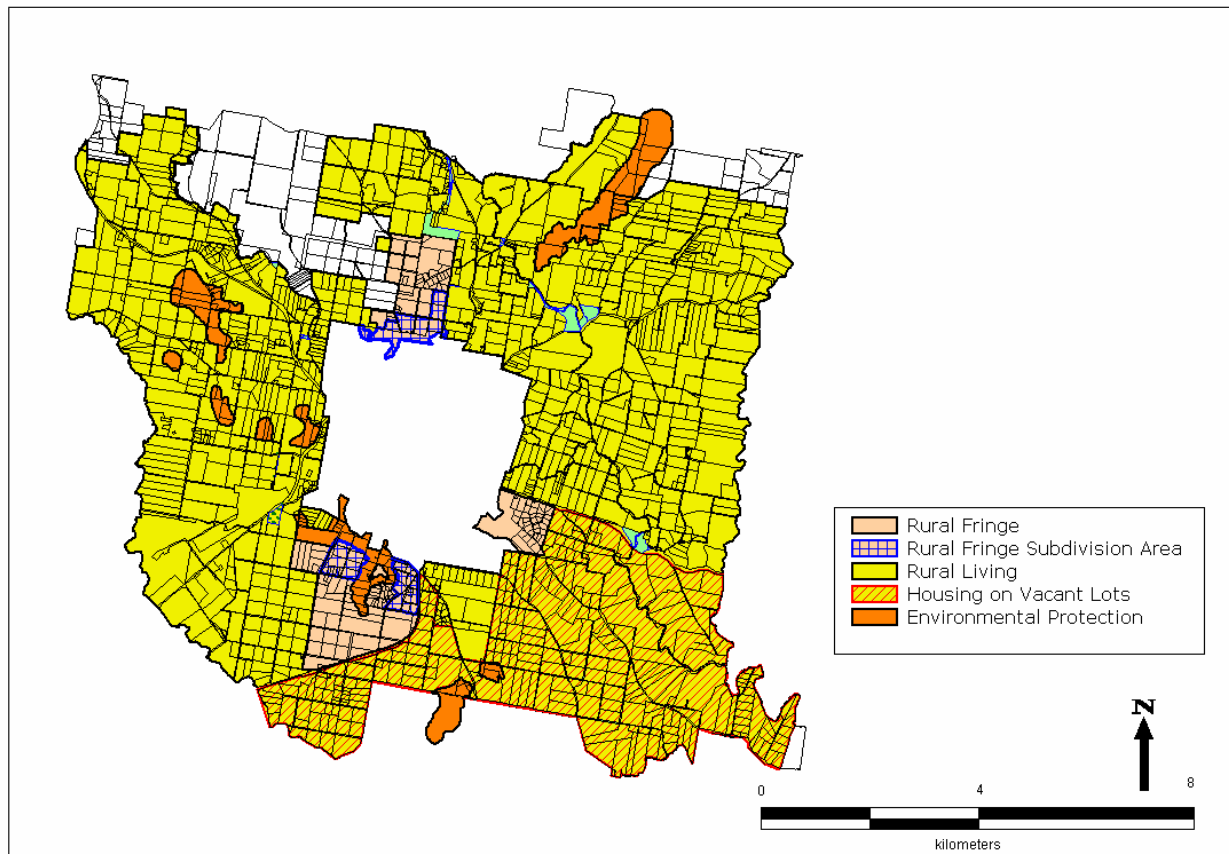 Rural Fringe
Rural Fringe Subdivision Area
Rural Living
Housing on Vacant Lots
Environmental Protection
N
0 4 8
kilometers